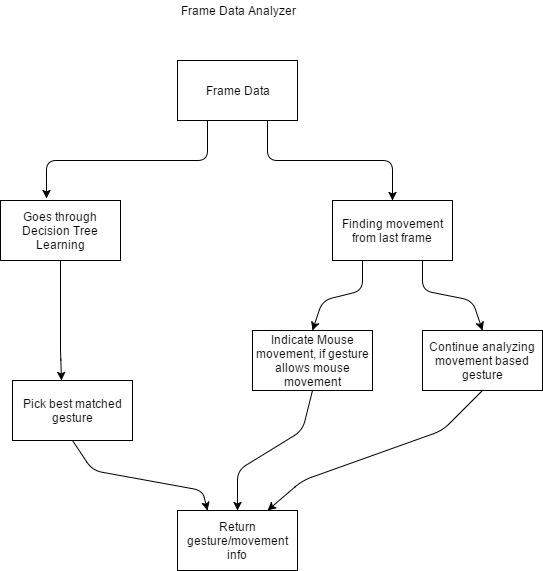 Frame Data Analyzer
Frame Data
Goes through
Decision Tree
Learning
Finding movement
from last frame
Indicate Mouse
movement, if gesture
allows mouse
movement
Continue analyzing
movement based
gesture
Pick best matched
gesture
Return
gesture/movement
info